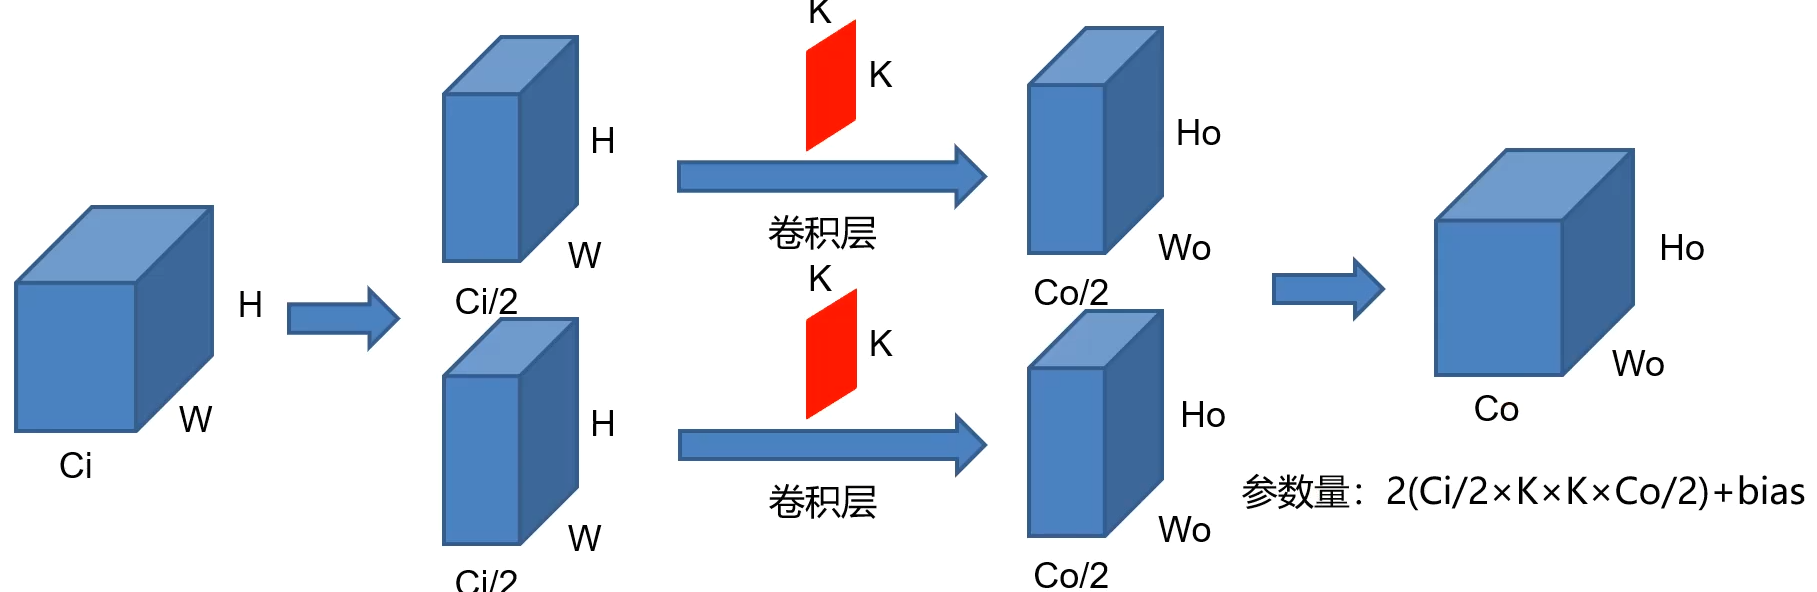 H
W
Ci
H
W
Ci/2
H
W
Ci/2
K
K
卷积层
K
K
卷积层
Ho
Wo
Co/2
Ho
Wo
Co/2
Ho
Wo
Co
参数量：2(Ci/2×K×K×Co/2)+bias